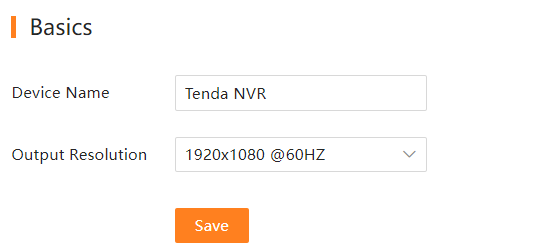 Basics
Device Name Tenda NVR
Output Resolution 1920x1080 @60HZ
Save